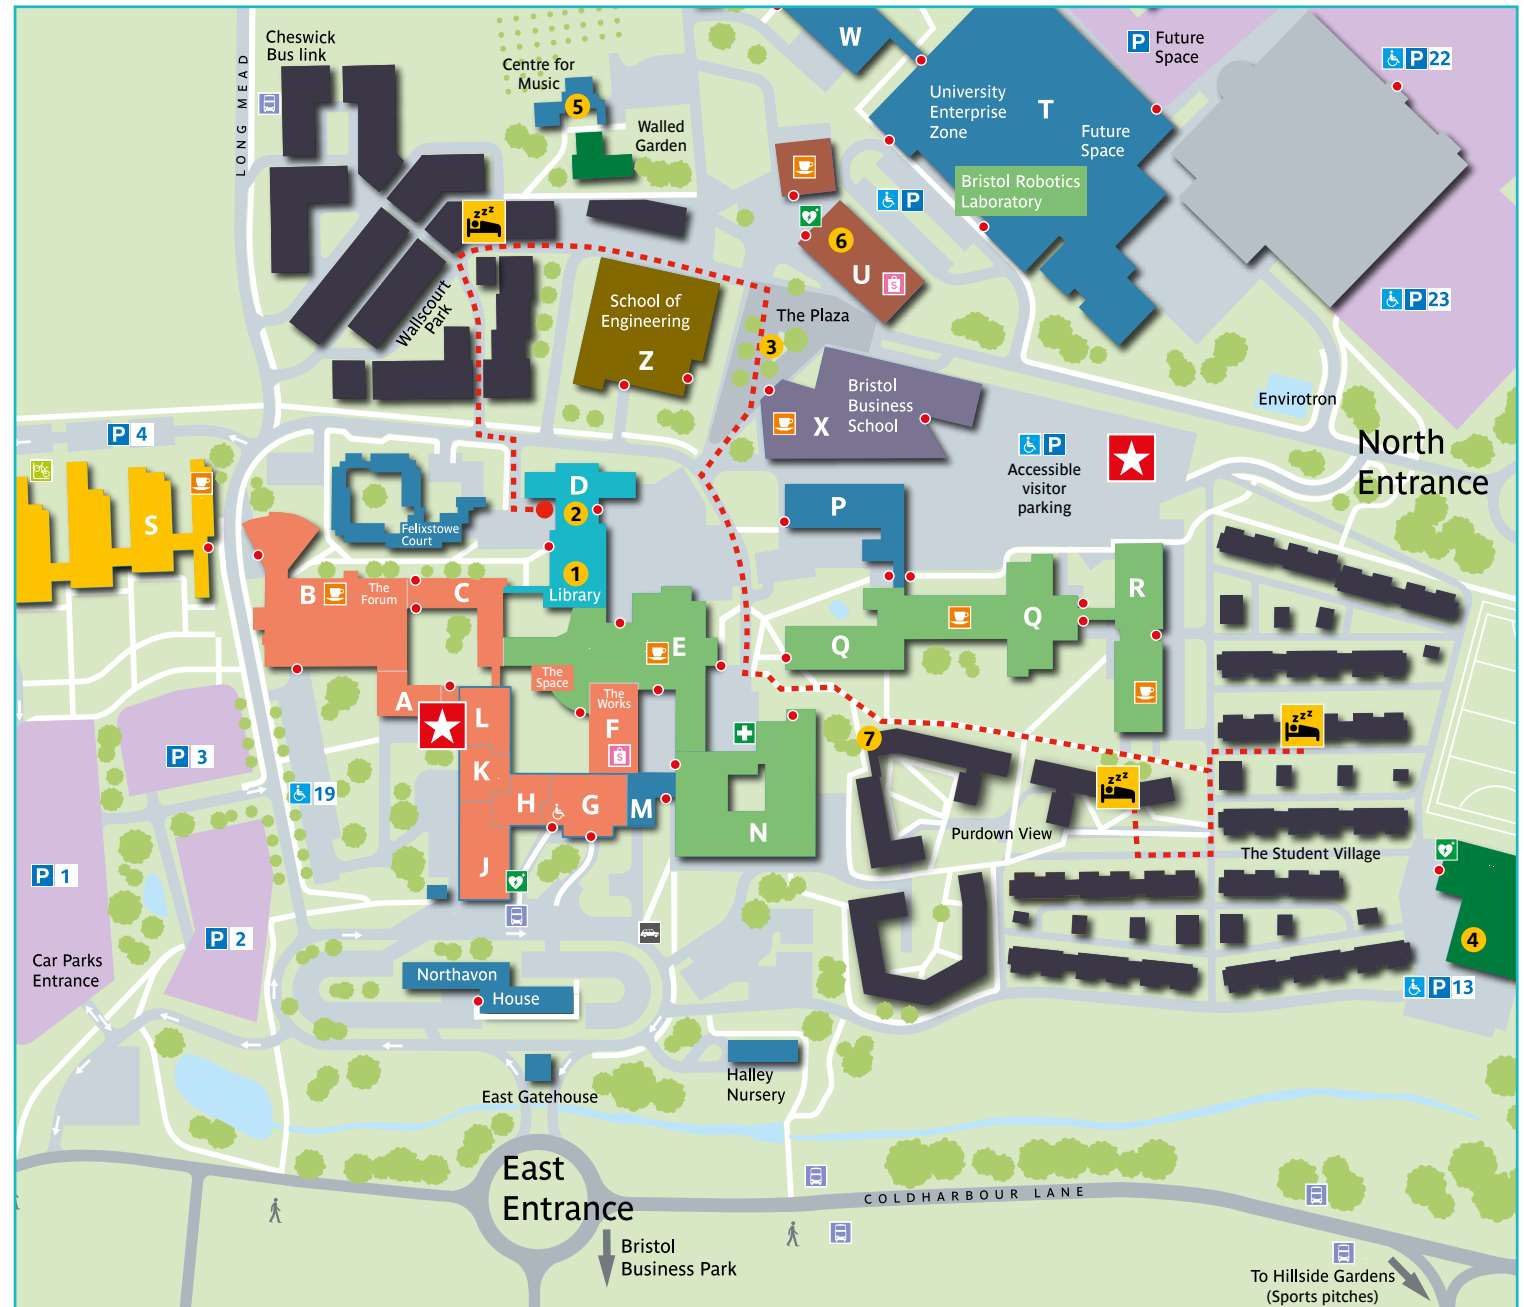 Cheswick
Bus link
LONG MEAD
Centre for
Music
5
Walled
Garden
W
P Future
Space
P 22
University
Enterprise
Zone
T
Future
Space
Bristol Robotics
Laboratory
P
6
U
S
zzz
Wallscourt
Park
School of
Engineering
Z
The Plaza
3
P 23
Bristol
Business
School
X
Envirotron
North
Entrance
P
Accessible
visitor
parking
P 4
S
D
2
P
Felixstowe
Court
1
Library
B
The
Forum
C
E
Q
Q
R
The
Space
A
L
The
Works
F
S
K
P 3
19
H
G
M
N
J
7
zzz
zzz
Purdown View
The Student Village
P 1
P 2
4
P 13
Car Parks
Entrance
Northavon
House
East Gatehouse
Halley
Nursery
East
Entrance
COLDHARBOUR LANE
Bristol
Business Park
To Hillside Gardens
(Sports pitches)